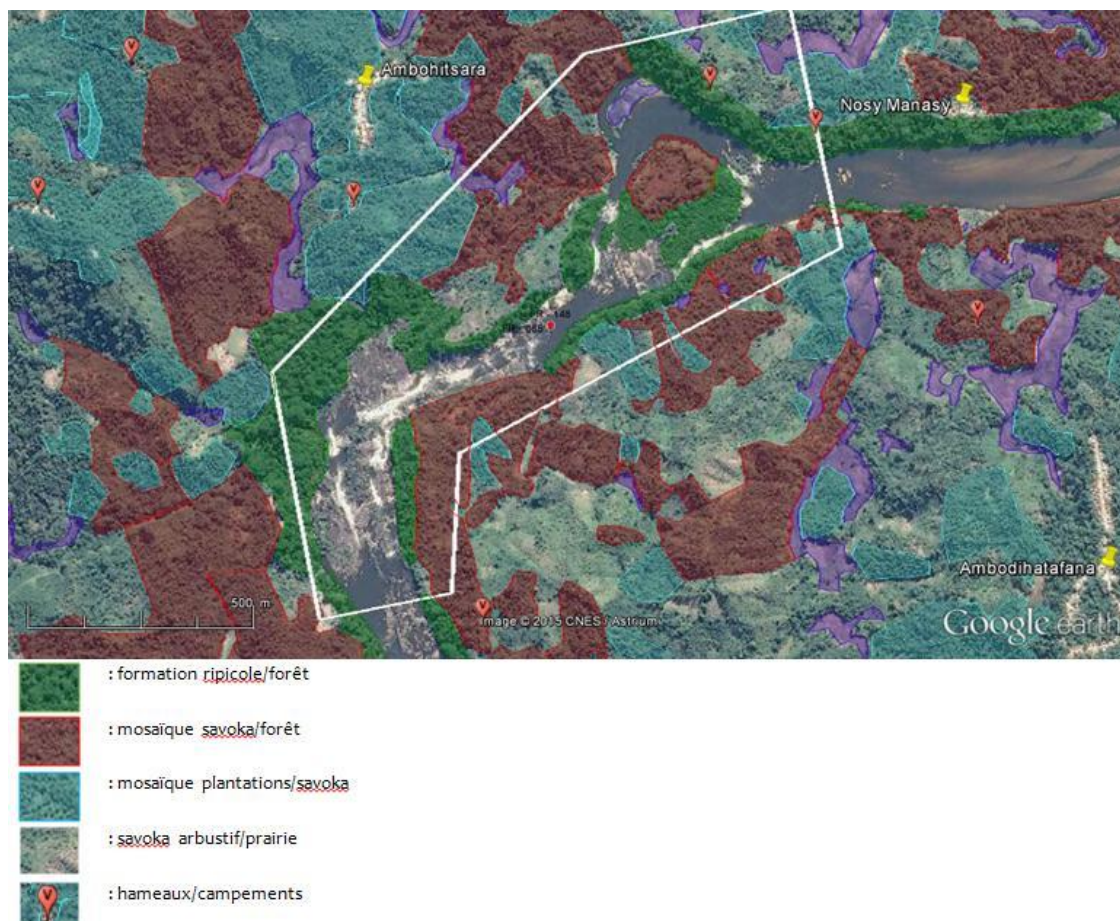 Ambohitsara
Nosy Manasy
Ambodihatafana
500 m
Image © 2015 CNES / Astrium
Google earth
: formation ripicole/forêt
: mosaïque savoka/forêt
: mosaïque plantations/savoka
: savoka arbustif/prairie
: hameaux/campements